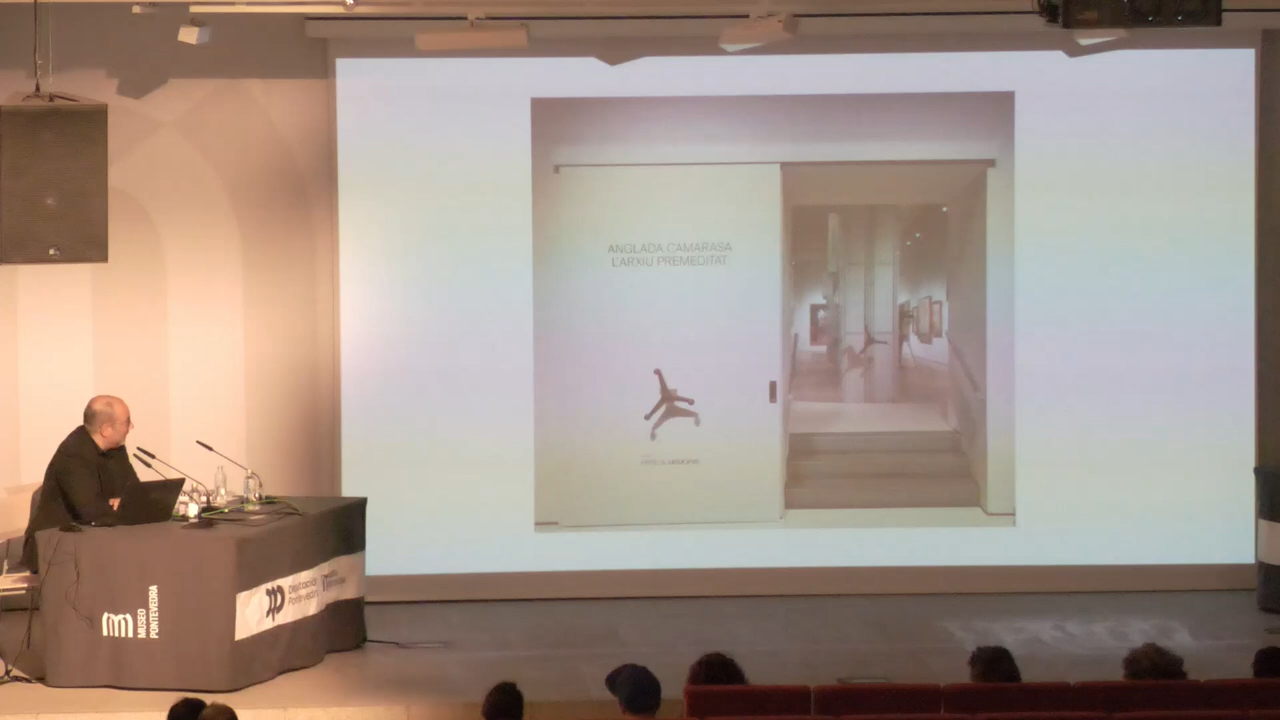 ANGLADA CAMARASA
L'ARXIU PREMEDITAT
MUSEO
PONTEVEDRA
Deputación
Pontevedra